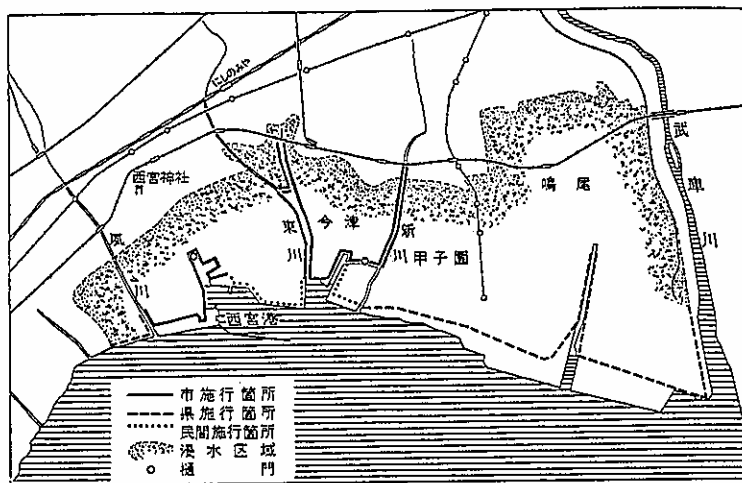 にしのみや
西宮神社
夙川
東川
今津
新川
甲子園
鳴尾
武庫川
西宮港
市施行箇所
県施行箇所
民間施行箇所
浸水区域
樋門